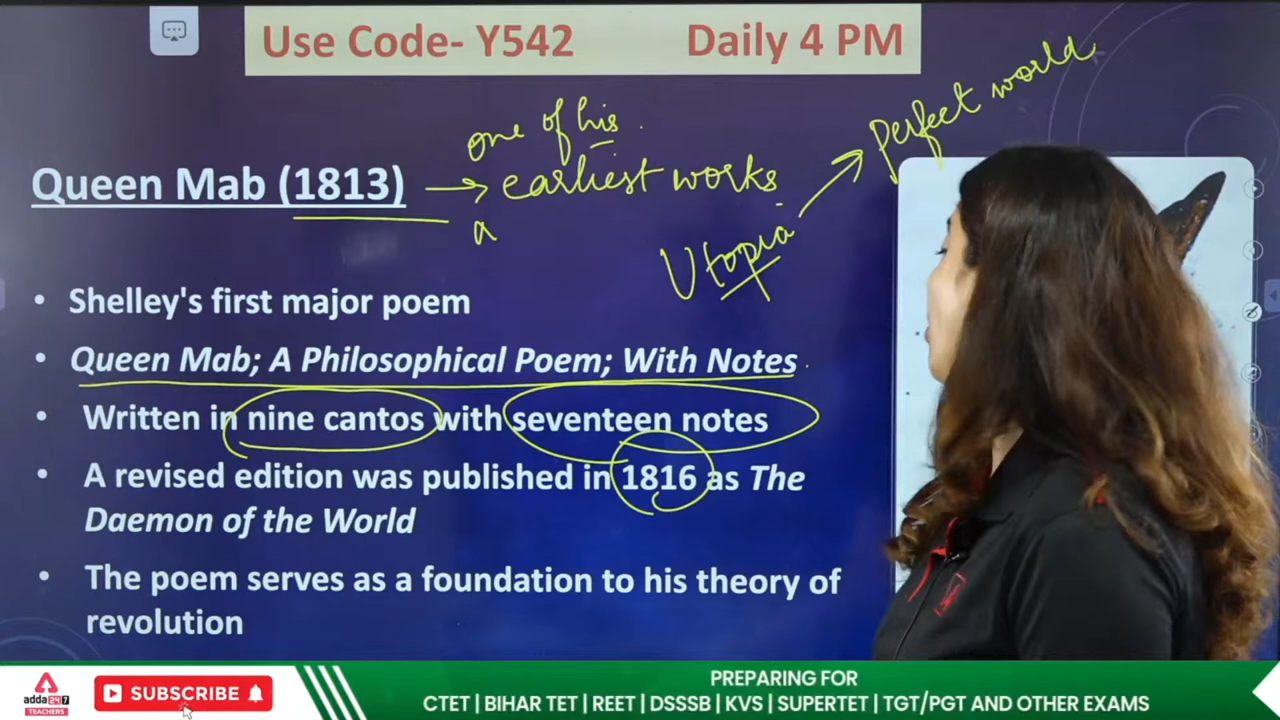 Use Code- Y542 Daily 4 PM
perfect world
one of his
Queen Mab (1813) → earliest works.
a
Utopia
• Shelley's first major poem
• Queen Mab; A Philosophical Poem; With Notes
• Written in nine cantos with seventeen notes
• A revised edition was published in 1816 as The
Daemon of the World
• The poem serves as a foundation to his theory of
revolution
PREPARING FOR
adda247
TEACHERS
SUBSCRIBE
CTET | BIHAR TET | REET | DSSSB | KVS | SUPERTET | TGT/PGT AND OTHER EXAMS